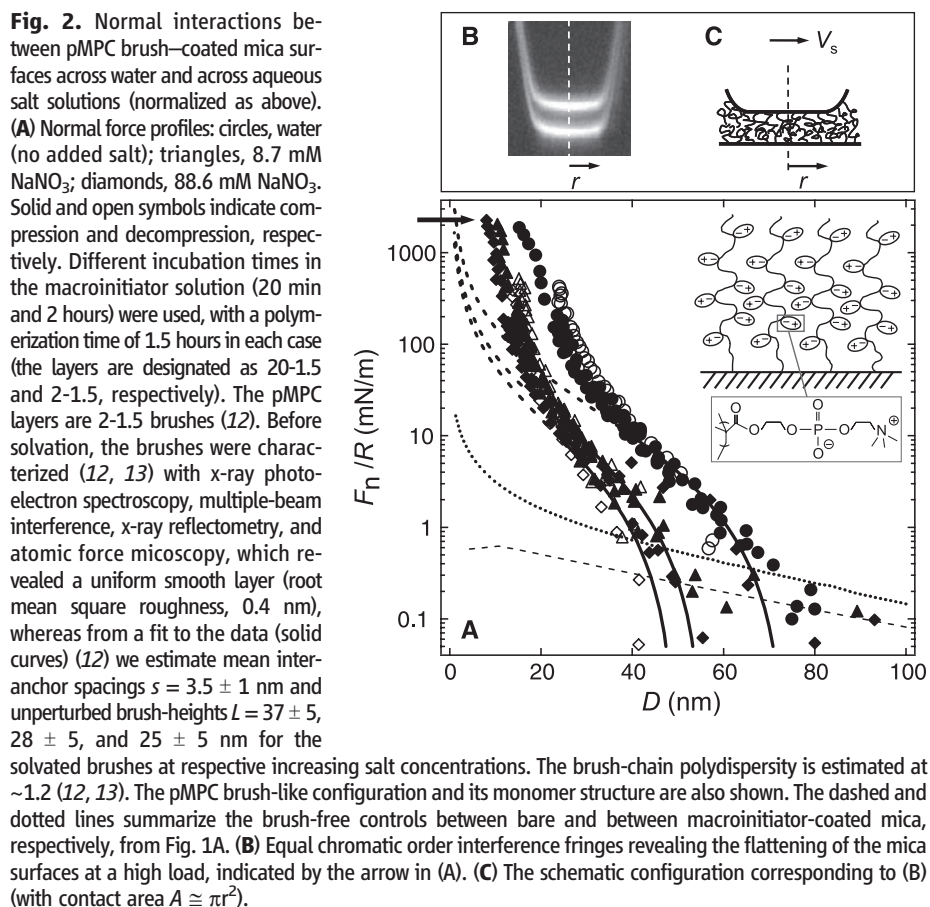 Fig. 2. Normal interactions be-
tween pMPC brush–coated mica sur-
faces across water and across aqueous
salt solutions (normalized as above).
(A) Normal force profiles: circles, water
(no added salt); triangles, 8.7 mM
NaNO₃; diamonds, 88.6 mM NaNO₃.
Solid and open symbols indicate com-
pression and decompression, respec-
tively. Different incubation times in
the macroinitiator solution (20 min
and 2 hours) were used, with a polym-
erization time of 1.5 hours in each case
(the layers are designated as 20-1.5
and 2-1.5, respectively). The pMPC
layers are 2-1.5 brushes (12). Before
solvation, the brushes were charac-
terized (12, 13) with x-ray photo-
electron spectroscopy, multiple-beam
interference, x-ray reflectometry, and
atomic force micoscopy, which re-
vealed a uniform smooth layer (root
mean square roughness, 0.4 nm),
whereas from a fit to the data (solid
curves) (12) we estimate mean inter-
anchor spacings s = 3.5 ± 1 nm and
unperturbed brush-heights L = 37 ± 5,
28 ± 5, and 25 ± 5 nm for the
solvated brushes at respective increasing salt concentrations. The brush-chain polydispersity is estimated at
~1.2 (12, 13). The pMPC brush-like configuration and its monomer structure are also shown. The dashed and
dotted lines summarize the brush-free controls between bare and between macroinitiator-coated mica,
respectively, from Fig. 1A. (B) Equal chromatic order interference fringes revealing the flattening of the mica
surfaces at a high load, indicated by the arrow in (A). (C) The schematic configuration corresponding to (B)
(with contact area A ≅ πr²).
B
r
C
Vₛ
r
1000
100
10
1
0.1
Fₙ/R (mN/m)
A
0 20 40 60 80 100
D (nm)
O
O
O
O
P
O
O
N
⊖
⊕